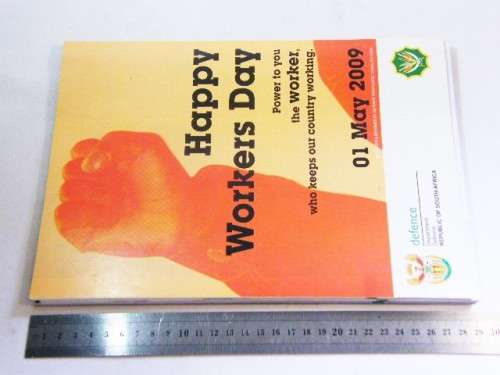 Happy
Workers Day
Power to you
the worker,
who keeps our country working.
01 May 2009
defence
Department:
Defence
REPUBLIC OF SOUTH AFRICA
1 2 3 4 5 6 7 8 9 10 11 12 13 14 15 16 17 18 19 20 21 22 23 24 25 26 27 28 29